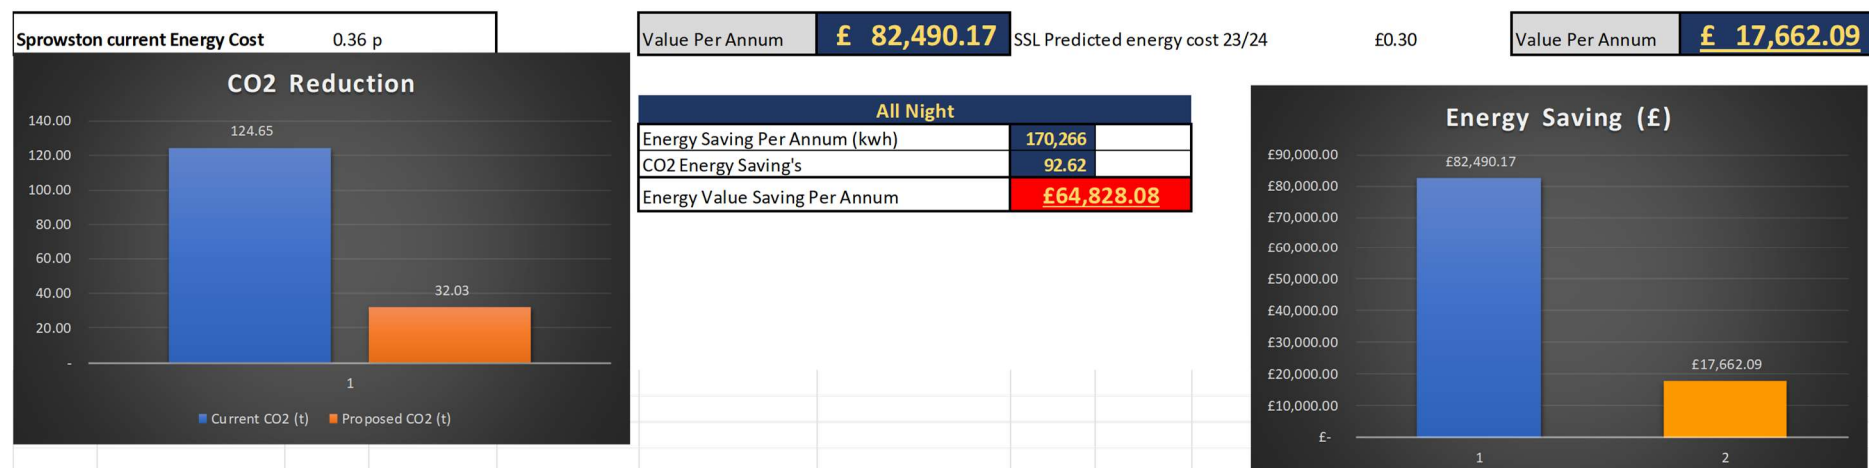 Sprowston current Energy Cost 0.36 p
Value Per Annum £ 82,490.17
SSL Predicted energy cost 23/24 £0.30
Value Per Annum £ 17,662.09
CO2 Reduction
140.00
120.00
100.00
80.00
60.00
40.00
20.00
-
124.65
32.03
1
Current CO2 (t) Proposed CO2 (t)
All Night
Energy Saving Per Annum (kwh) 170,266
CO2 Energy Saving's 92.62
Energy Value Saving Per Annum £64,828.08
Energy Saving (£)
£90,000.00
£80,000.00
£70,000.00
£60,000.00
£50,000.00
£40,000.00
£30,000.00
£20,000.00
£10,000.00
£-
£82,490.17
£17,662.09
1 2